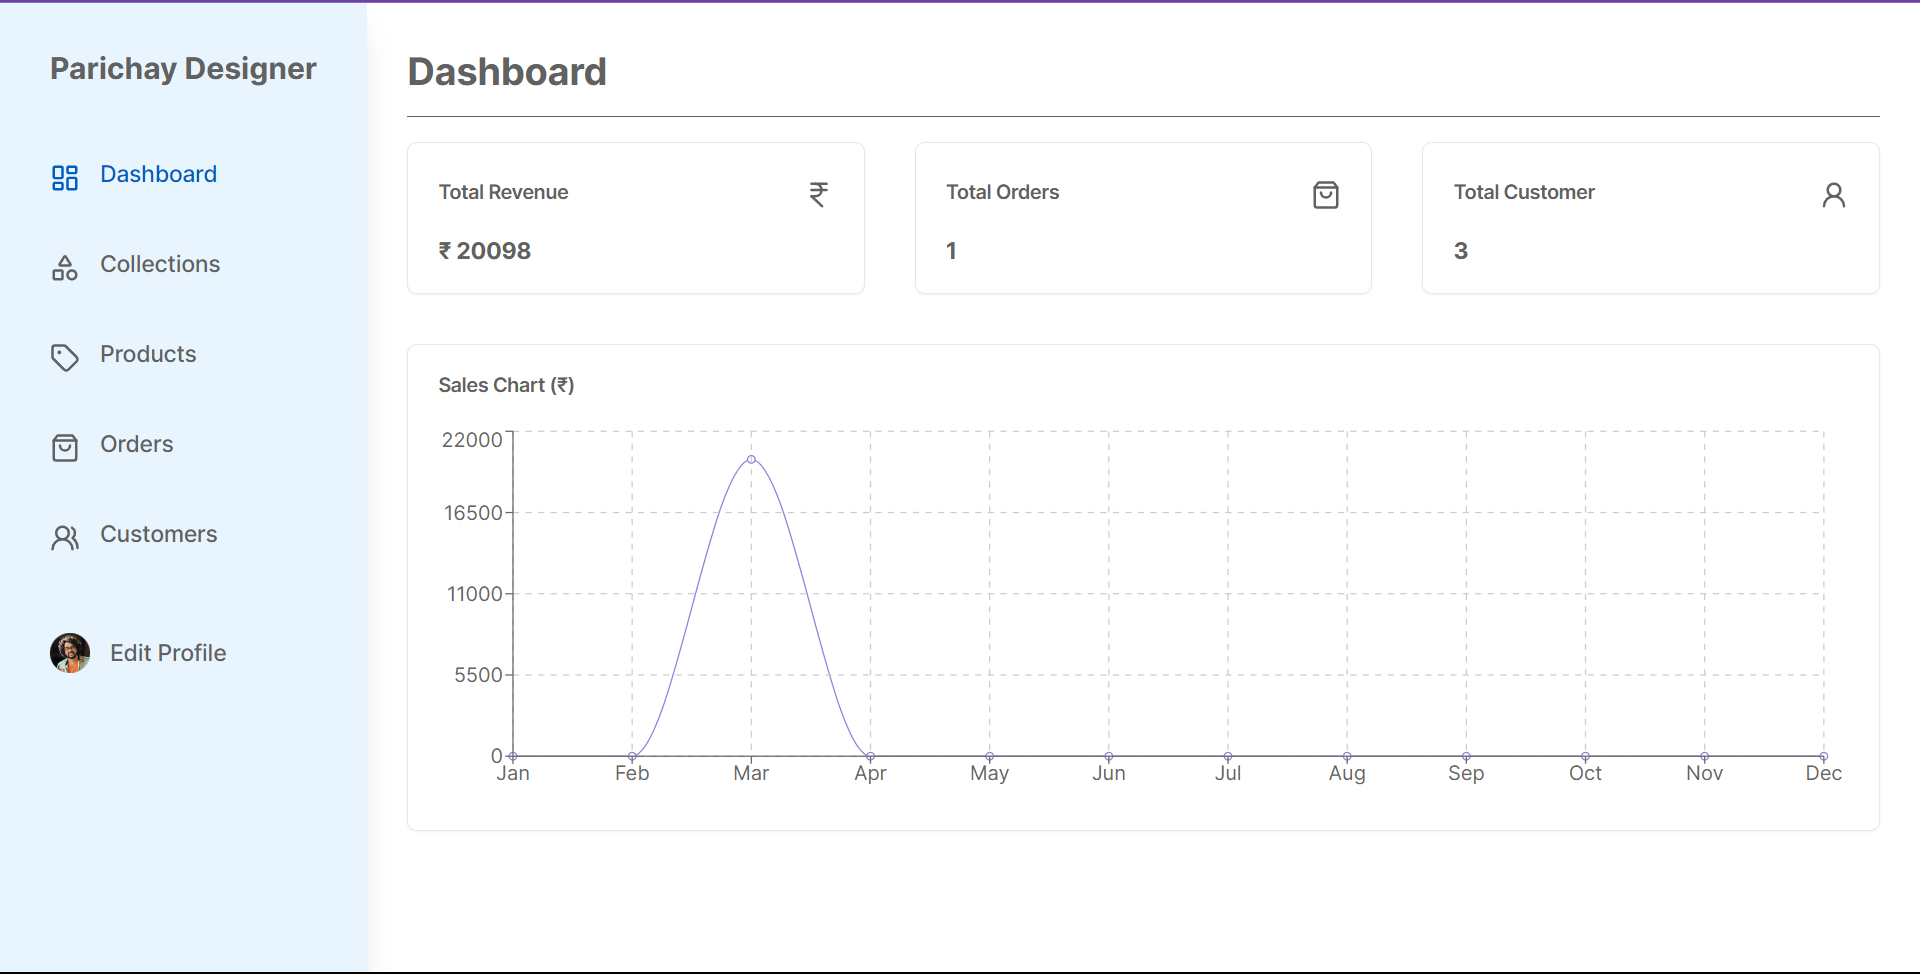 Parichay Designer
Dashboard
Collections
Products
Orders
Customers
Edit Profile
Dashboard
Total Revenue
₹ 20098
Total Orders
1
Total Customer
3
Sales Chart (₹)
22000
16500
11000
5500
0
Jan Feb Mar Apr May Jun Jul Aug Sep Oct Nov Dec